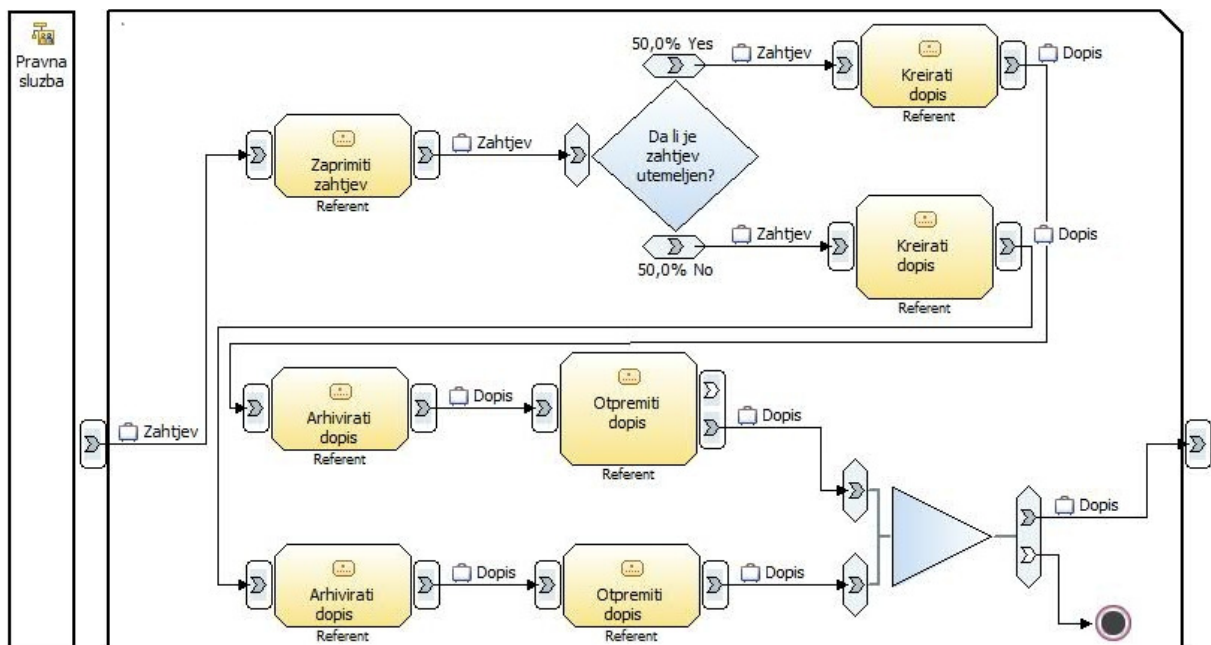 Pravna
sluzba
50,0% Yes
Zahtjev
Kreirati
dopis
Referent
Dopis
Zaprimiti
zahtjev
Referent
Zahtjev
Da li je
zahtjev
utemeljen?
50,0% No
Zahtjev
Kreirati
dopis
Referent
Dopis
Zahtjev
Arhivirati
dopis
Referent
Dopis
Otpremiti
dopis
Referent
Dopis
Arhivirati
dopis
Referent
Dopis
Otpremiti
dopis
Referent
Dopis
Dopis